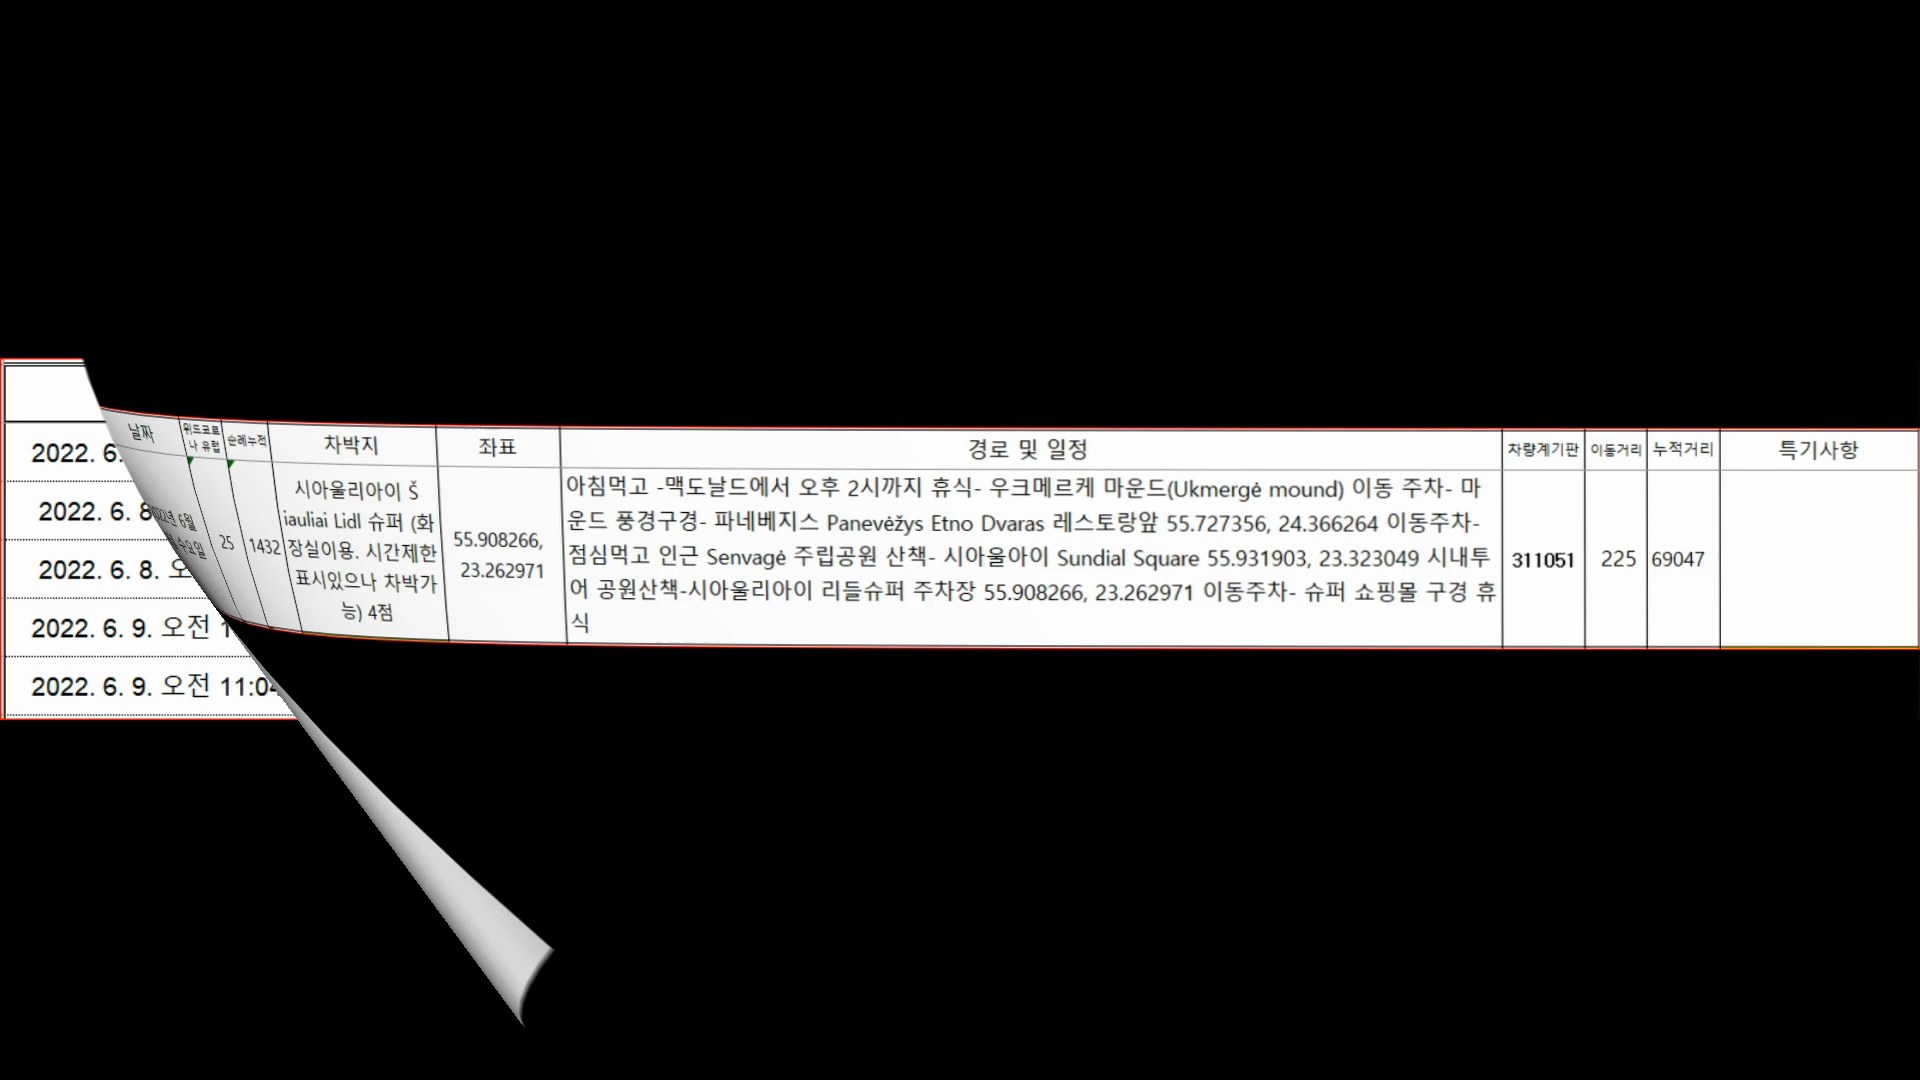 날짜
위드코로
나 유럽
순례누적
차박지
좌표
경로 및 일정
차량계기판
이동거리
누적거리
특기사항
6월
수요일
25
1432
시아울리아이 Š
iauliai Lidl 슈퍼 (화
장실이용. 시간제한
표시있으나 차박가
능) 4점
55.908266,
23.262971
아침먹고 -맥도날드에서 오후 2시까지 휴식- 우크메르케 마운드(Ukmergė mound) 이동 주차- 마
운드 풍경구경- 파네베지스 Panevėžys Etno Dvaras 레스토랑앞 55.727356, 24.366264 이동주차-
점심먹고 인근 Senvagė 주립공원 산책- 시아울아이 Sundial Square 55.931903, 23.323049 시내투
어 공원산책-시아울리아이 리들슈퍼 주차장 55.908266, 23.262971 이동주차- 슈퍼 쇼핑몰 구경 휴
식
311051
225
69047
2022. 6.
2022. 6. 8
2022. 6. 8. 오
2022. 6. 9. 오전 1
2022. 6. 9. 오전 11:04